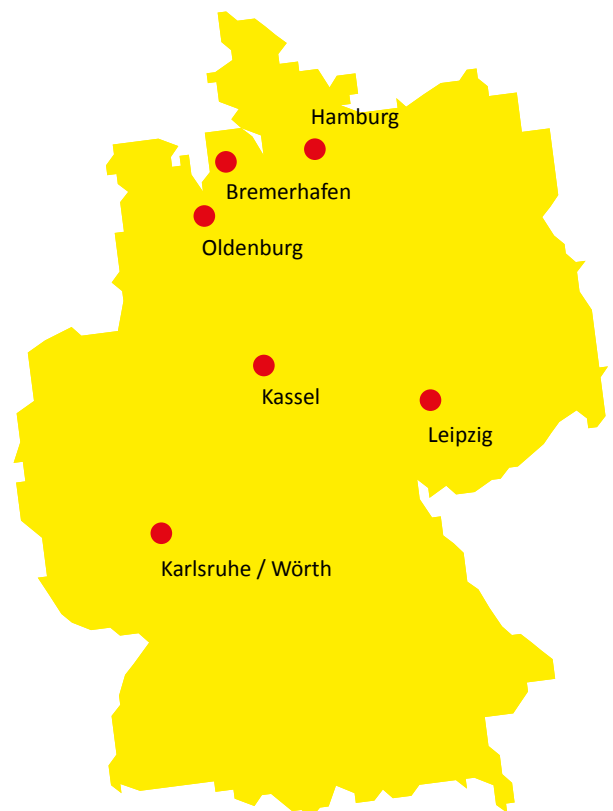 Hamburg
Bremerhafen
Oldenburg
Kassel
Leipzig
Karlsruhe / Wörth